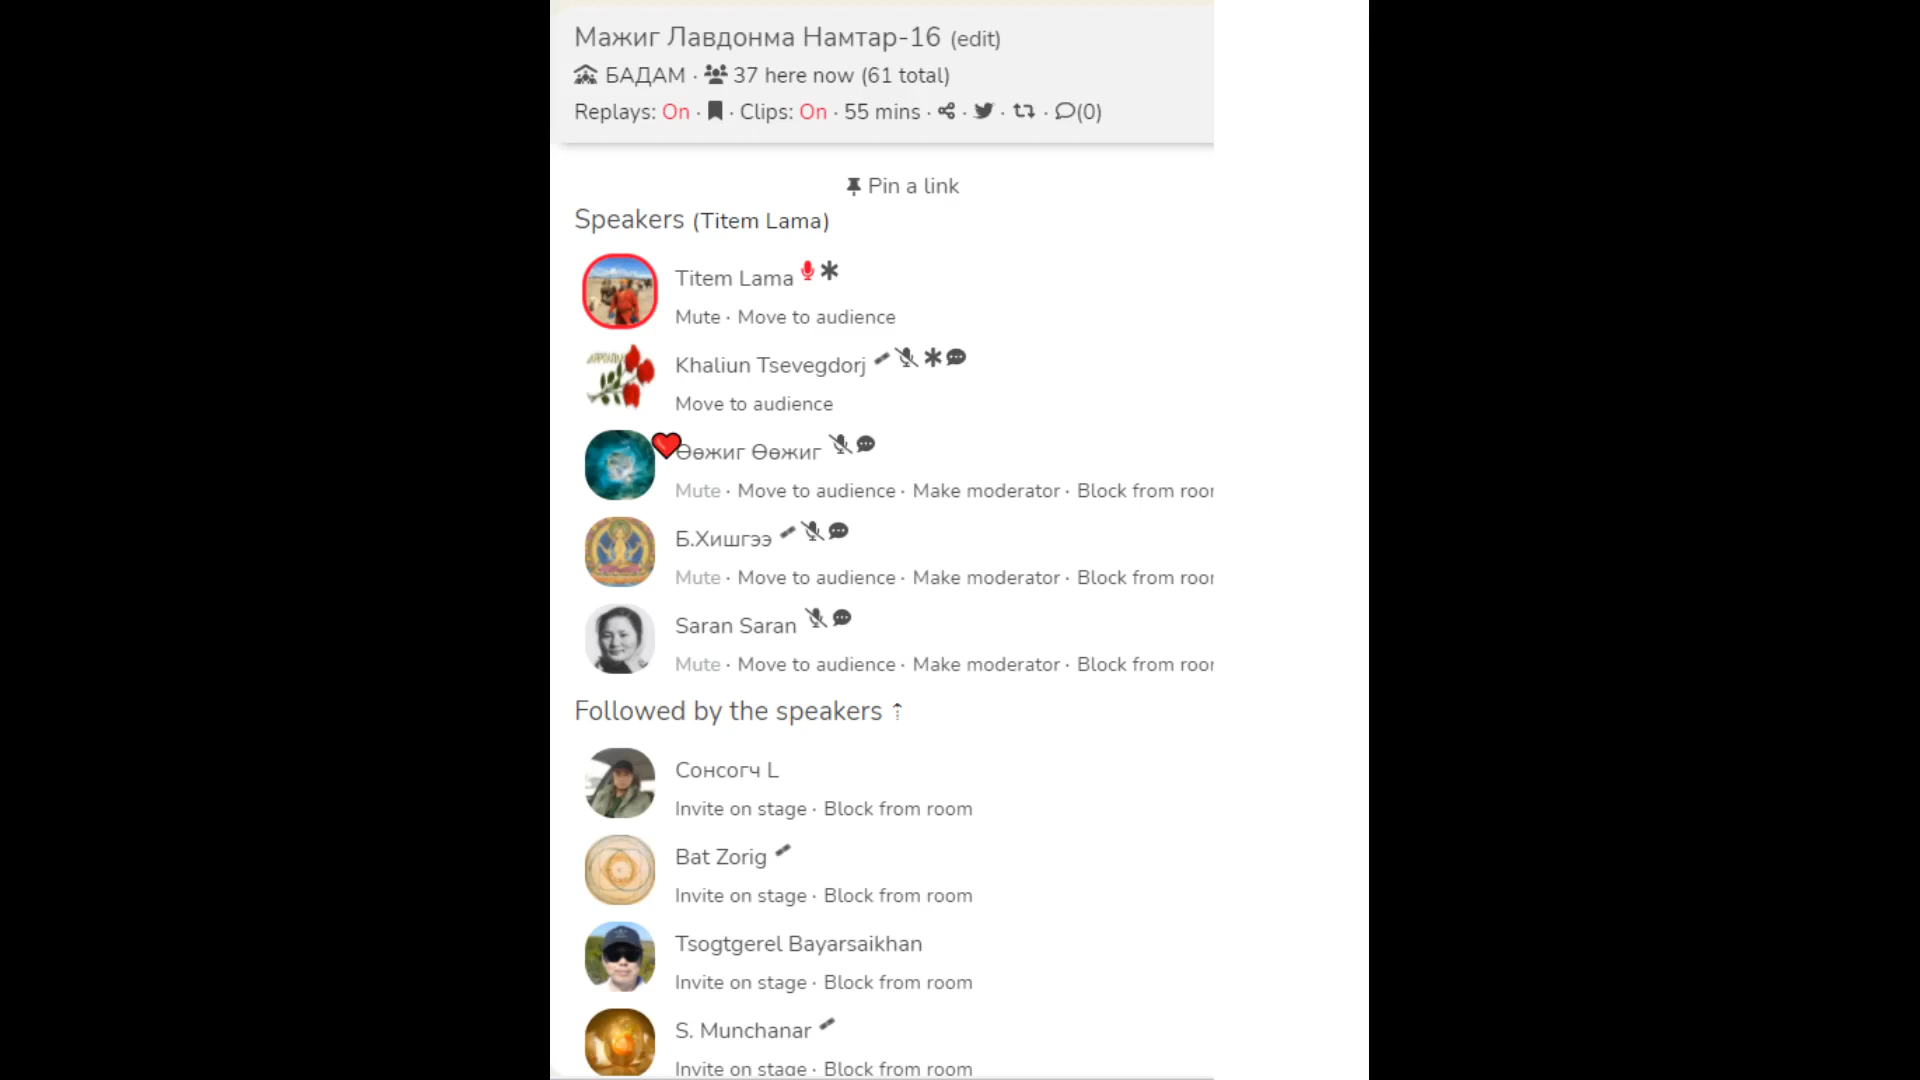 Мажиг Лавдонма Намтар-16 (edit)
БАДАМ · 37 here now (61 total)
Replays: On · · Clips: On · 55 mins · · · · (0)
Pin a link
Speakers (Titem Lama)
Titem Lama
Mute · Move to audience
Khaliun Tsevegdorj
Move to audience
Өөжиг Өөжиг
Mute · Move to audience · Make moderator · Block from roor
Б.Хишгээ
Mute · Move to audience · Make moderator · Block from roor
Saran Saran
Mute · Move to audience · Make moderator · Block from roor
Followed by the speakers
Сонсогч L
Invite on stage · Block from room
Bat Zorig
Invite on stage · Block from room
Tsogtgerel Bayarsaikhan
Invite on stage · Block from room
S. Munchanar
Invite on stage · Block from room